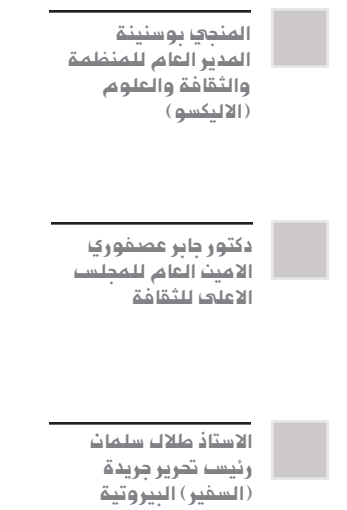 المنجي بوسنينة
المدير العام للمنظمة
والثقافة والعلوم
(الاليكسو)
دكتور جابر عصفوري
الامين العام للمجلس
الاعلى للثقافة
الاستاذ طلال سلمان
رئيس تحرير جريدة
(السفير) البيروتية